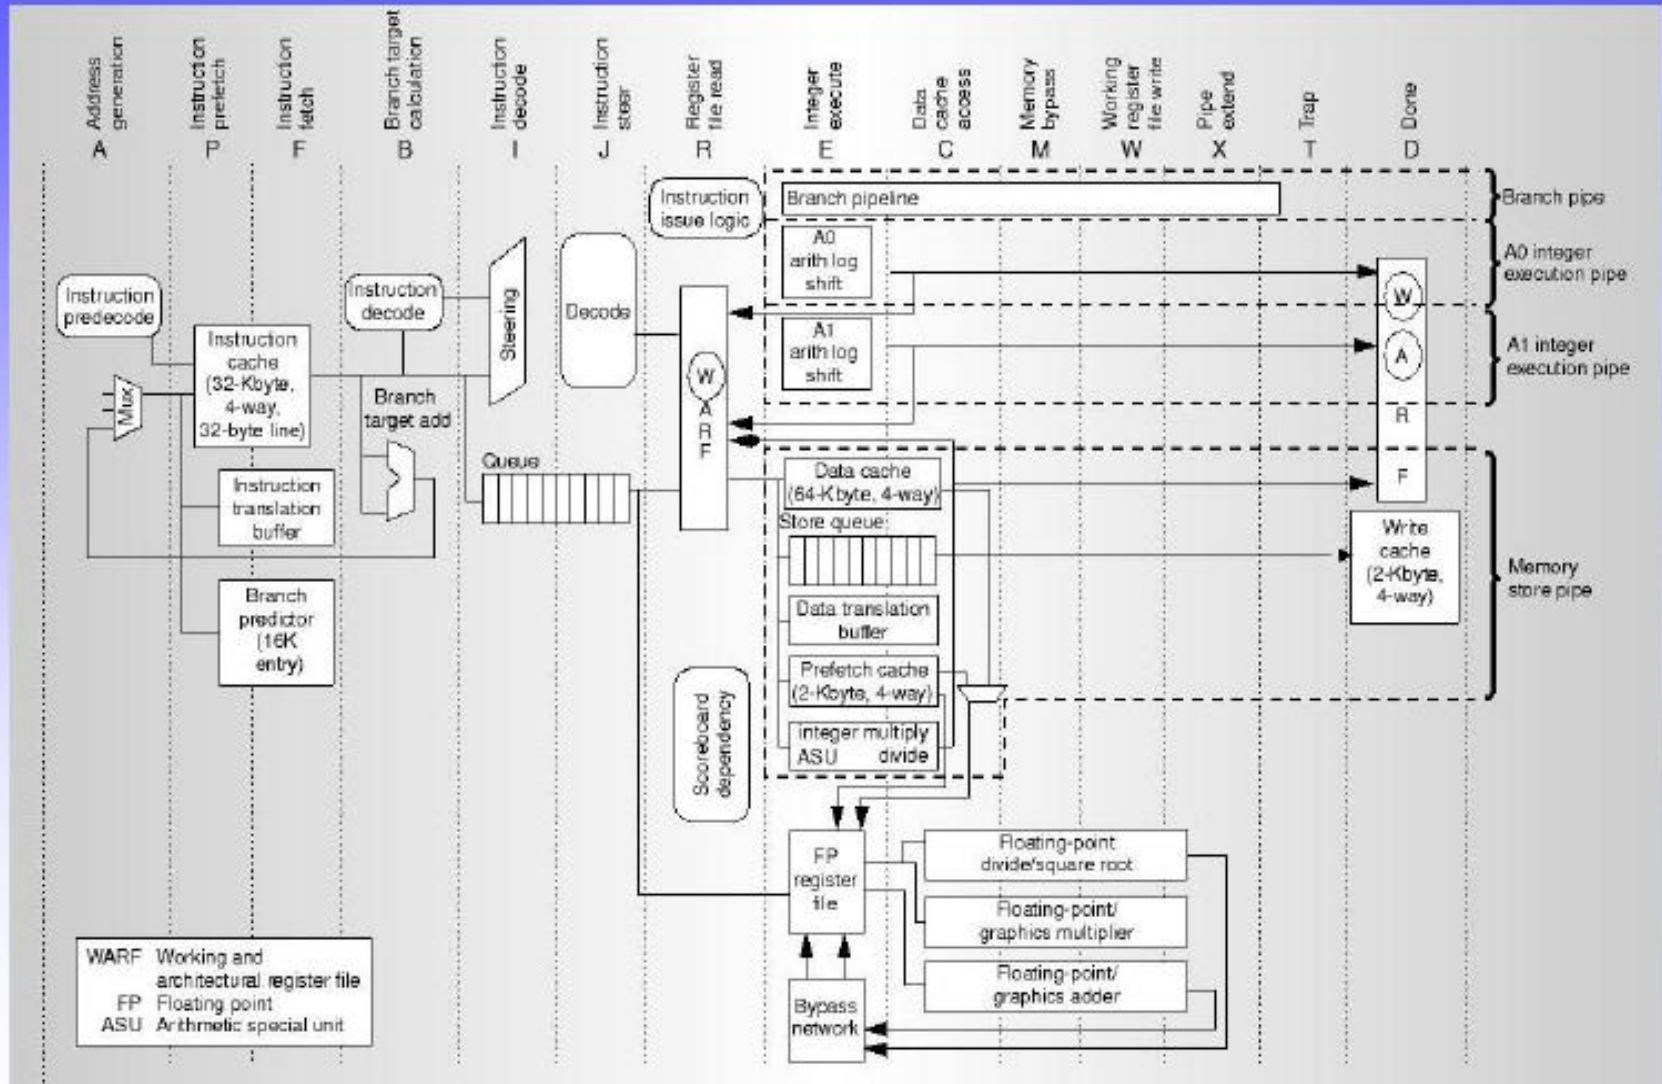 Address
generation
Instruction
prefetch
Instruction
fetch
Branch target
calculation
Instruction
decode
Instruction
steer
Register
file read
Integer
execute
Data
cache
access
Memory
bypass
Working
register
file write
Pipe
extend
Trap
Done
A
P
F
B
I
J
R
E
C
M
W
X
T
D
Instruction
issue logic
Branch pipeline
Branch pipe
A0
arith log
shift
A0 integer
execution pipe
Instruction
predecode
Instruction
decode
Steering
Decode
W
Instruction
cache
(32-Kbyte,
4-way,
32-byte line)
A1
arith log
shift
A
A1 integer
execution pipe
Mux
Branch
target add
W
A
R
F
R
F
Queue
Data cache
(64-Kbyte, 4-way)
Instruction
translation
buffer
Store queue
Write
cache
(2-Kbyte,
4-way)
Memory
store pipe
Branch
predictor
(16K
entry)
Data translation
buffer
Prefetch cache
(2-Kbyte, 4-way)
Scoreboard
dependency
integer multiply
ASU divide
FP
register
file
Floating-point
divide/square root
Floating-point/
graphics multiplier
Floating-point/
graphics adder
Bypass
network
WARF Working and
architectural register file
FP Floating point
ASU Arithmetic special unit